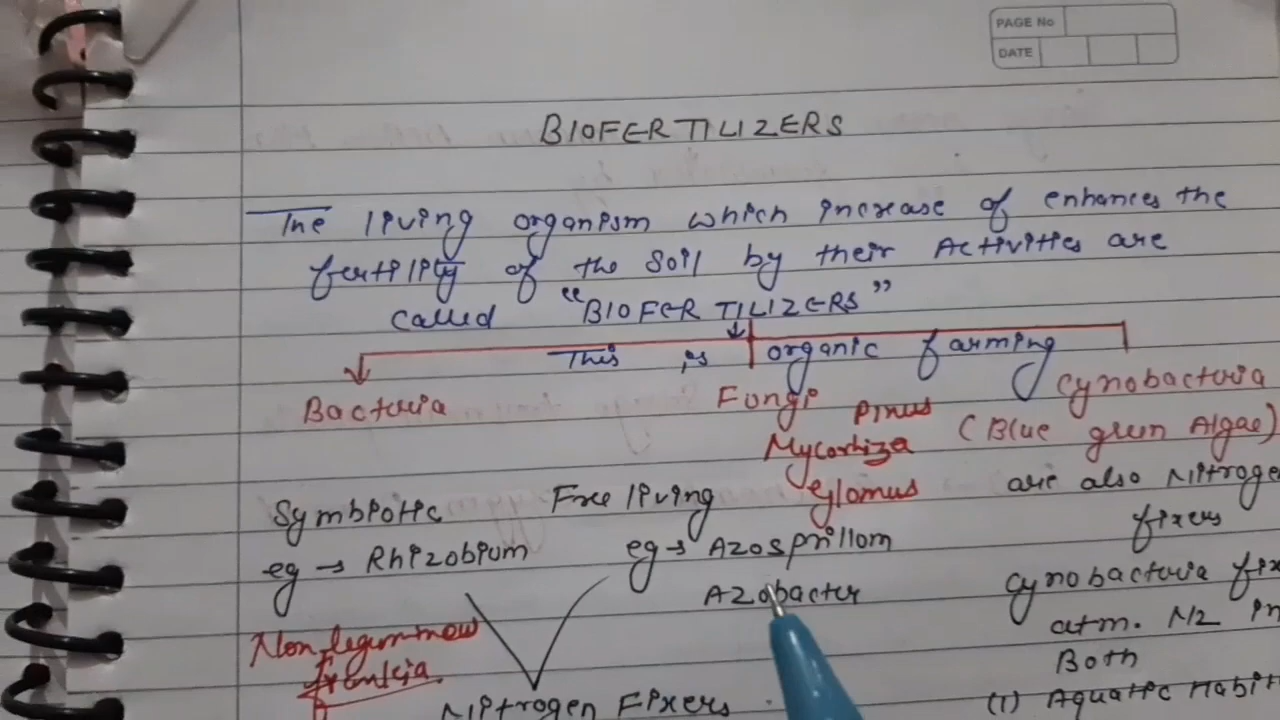 PAGE No
DATE
BIOFERTILIZERS
The living organism which increase of enhances the
fertility of the soil by their Activities are
called "BIOFERTILIZERS"
This is organic farming
Bacteria
Fungi
Pinus
Mycorhiza
Glomus
Cynobacteria
(Blue green Algae)
are also Nitrogen
fixers
Symbiotic
eg → Rhizobium
Free living
eg → Azosprillom
Azobacter
Non-legum
frankia
Nitrogen Fixers
Cynobacteria fix
atm. N2 in
Both
(1) Aquatic Habit